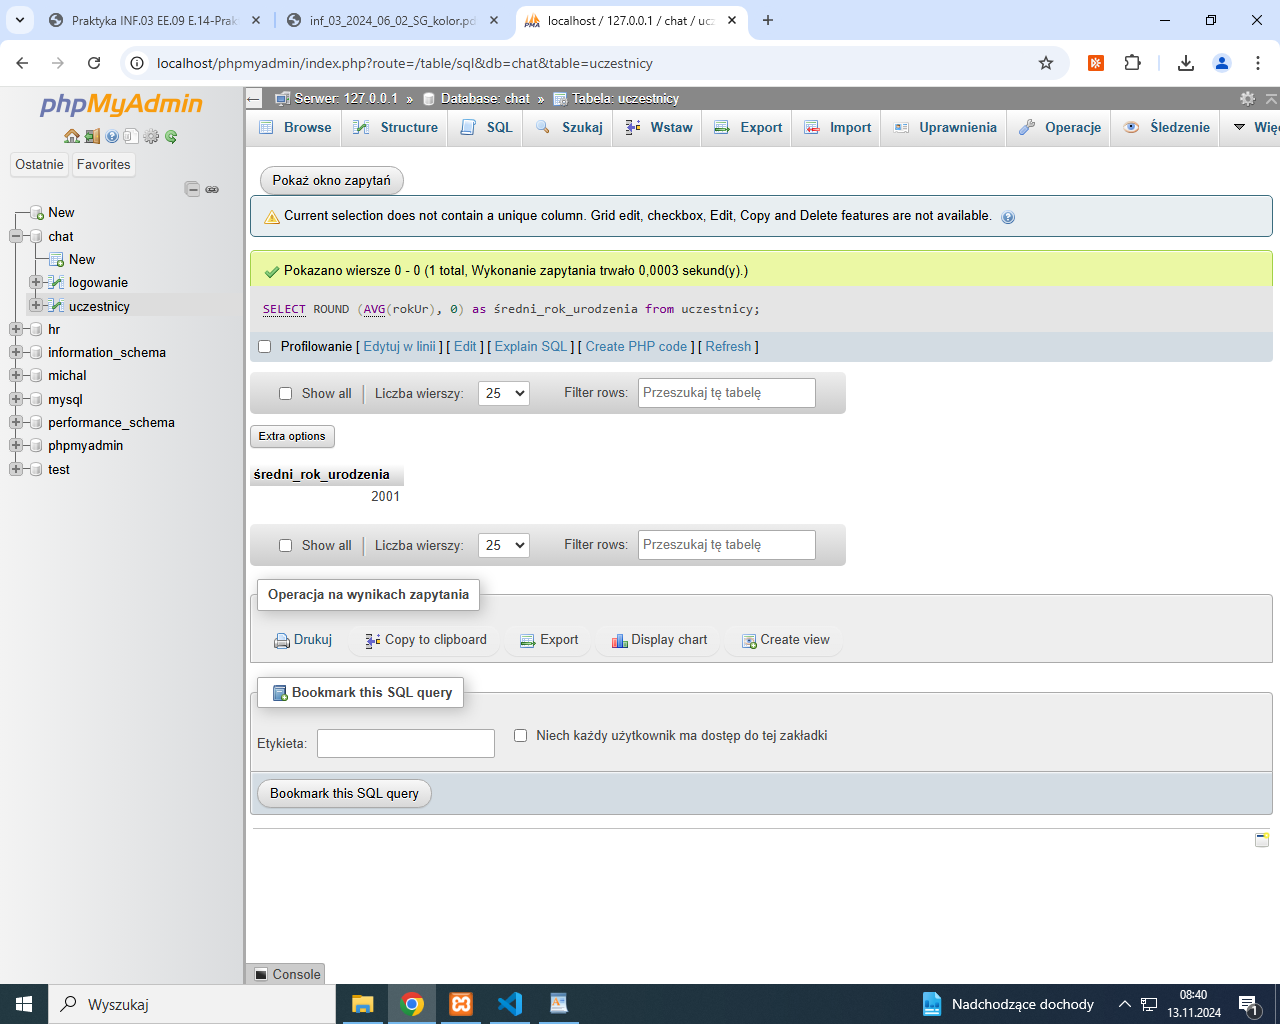 Praktyka INF.03 EE.09 E.14-Prak
inf_03_2024_06_02_SG_kolor.pd
localhost / 127.0.0.1 / chat / ucz
localhost/phpmyadmin/index.php?route=/table/sql&db=chat&table=uczestnicy
phpMyAdmin
Ostatnie Favorites
New
chat
New
logowanie
uczestnicy
hr
information_schema
michal
mysql
performance_schema
phpmyadmin
test
Serwer: 127.0.0.1 » Database: chat » Tabela: uczestnicy
Browse Structure SQL Szukaj Wstaw Export Import Uprawnienia Operacje Śledzenie Więc
Pokaż okno zapytań
Current selection does not contain a unique column. Grid edit, checkbox, Edit, Copy and Delete features are not available.
Pokazano wiersze 0 - 0 (1 total, Wykonanie zapytania trwało 0,0003 sekund(y).)
SELECT ROUND (AVG(rokUr), 0) as średni_rok_urodzenia from uczestnicy;
Profilowanie [ Edytuj w linii ] [ Edit ] [ Explain SQL ] [ Create PHP code ] [ Refresh ]
Show all Liczba wierszy: 25 Filter rows: Przeszukaj tę tabelę
Extra options
średni_rok_urodzenia
2001
Show all Liczba wierszy: 25 Filter rows: Przeszukaj tę tabelę
Operacja na wynikach zapytania
Drukuj Copy to clipboard Export Display chart Create view
Bookmark this SQL query
Etykieta: Niech każdy użytkownik ma dostęp do tej zakładki
Bookmark this SQL query
Console
Wyszukaj
Nadchodzące dochody
08:40
13.11.2024
1